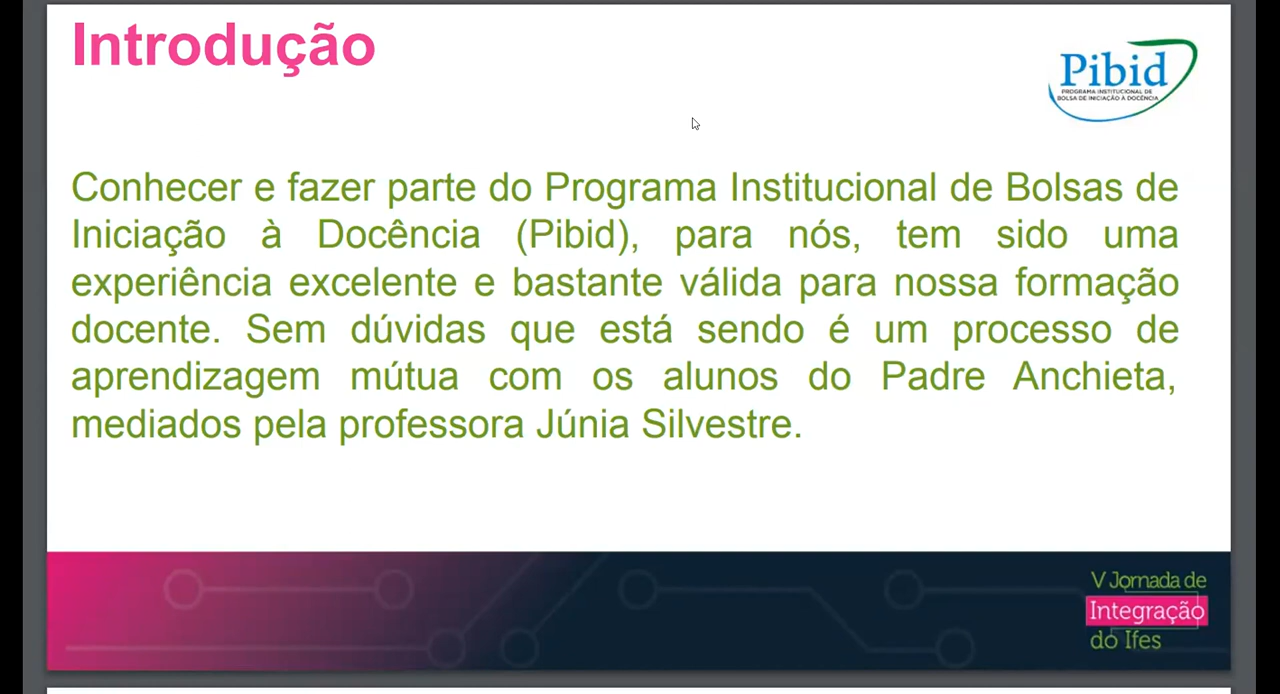 Introdução
Pibid
PROGRAMA INSTITUCIONAL DE
BOLSA DE INICIAÇÃO À DOCÊNCIA
Conhecer e fazer parte do Programa Institucional de Bolsas de
Iniciação à Docência (Pibid), para nós, tem sido uma
experiência excelente e bastante válida para nossa formação
docente. Sem dúvidas que está sendo é um processo de
aprendizagem mútua com os alunos do Padre Anchieta,
mediados pela professora Júnia Silvestre.
V Jornada de
Integração
do Ifes